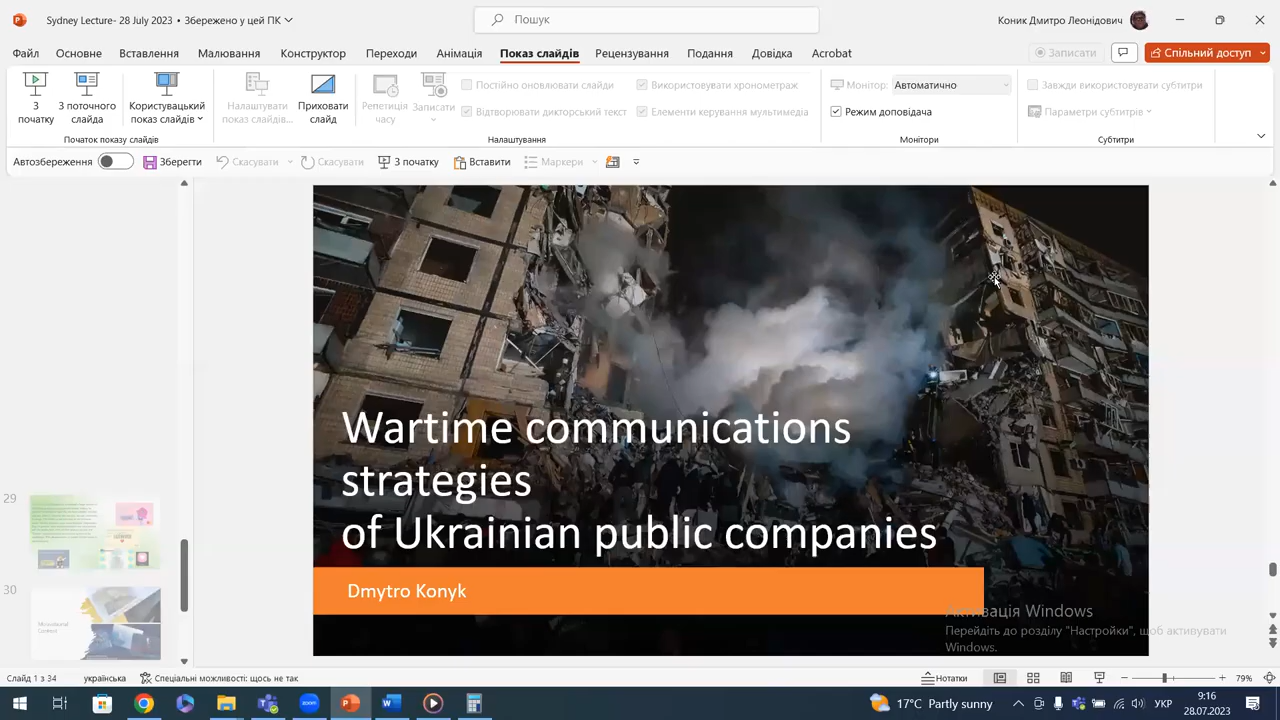 Sydney Lecture- 28 July 2023 • Збережено у цей ПК
Пошук
Коник Дмитро Леонідович
Файл
Основне
Вставлення
Малювання
Конструктор
Переходи
Анімація
Показ слайдів
Рецензування
Подання
Довідка
Acrobat
Записати
Спільний доступ
З початку
З поточного слайда
Користувацький показ слайдів
Налаштувати показ слайдів...
Приховати слайд
Репетиція часу
Записати
Постійно оновлювати слайди
Використовувати хронометраж
Відтворювати дикторський текст
Елементи керування мультимедіа
Монітор:
Автоматично
Режим доповідача
Завжди використовувати субтитри
Параметри субтитрів
Початок показу слайдів
Налаштування
Монітори
Субтитри
Автозбереження
Зберегти
Скасувати
Скасувати
З початку
Вставити
Маркери
29
30
Wartime communications
strategies
of Ukrainian public companies
Dmytro Konyk
Активація Windows
Перейдіть до розділу "Настройки", щоб активувати
Windows.
Слайд 1 з 34
українська
Спеціальні можливості: щось не так
Нотатки
79%
zoom
17°C Partly sunny
УКР
9:16
28.07.2023